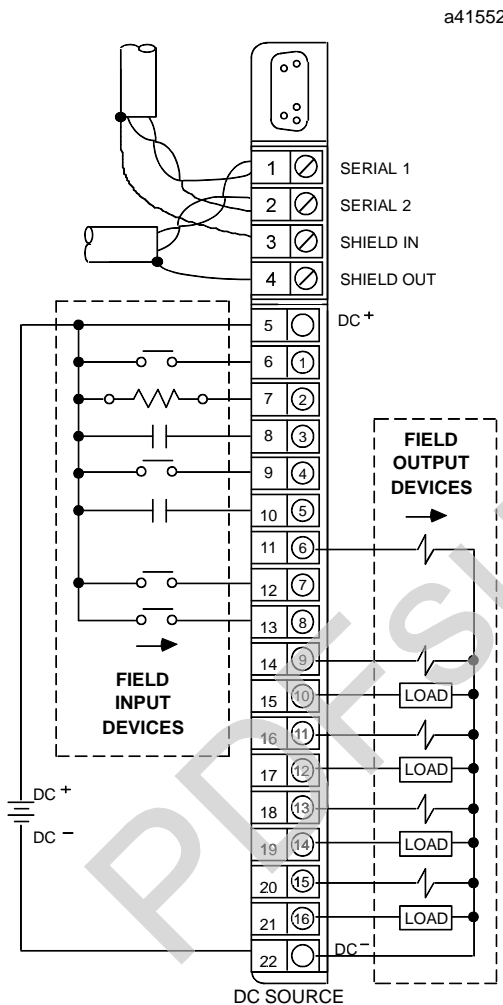 a41552
1 SERIAL 1
2 SERIAL 2
3 SHIELD IN
4 SHIELD OUT
5 DC +
6 1
7 2
8 3
9 4
10 5
11 6
12 7
13 8
14 9
15 10 LOAD
16 11
17 12 LOAD
18 13
19 14 LOAD
20 15
21 16 LOAD
22 DC −
FIELD
INPUT
DEVICES
FIELD
OUTPUT
DEVICES
DC +
DC −
DC SOURCE
PDFS